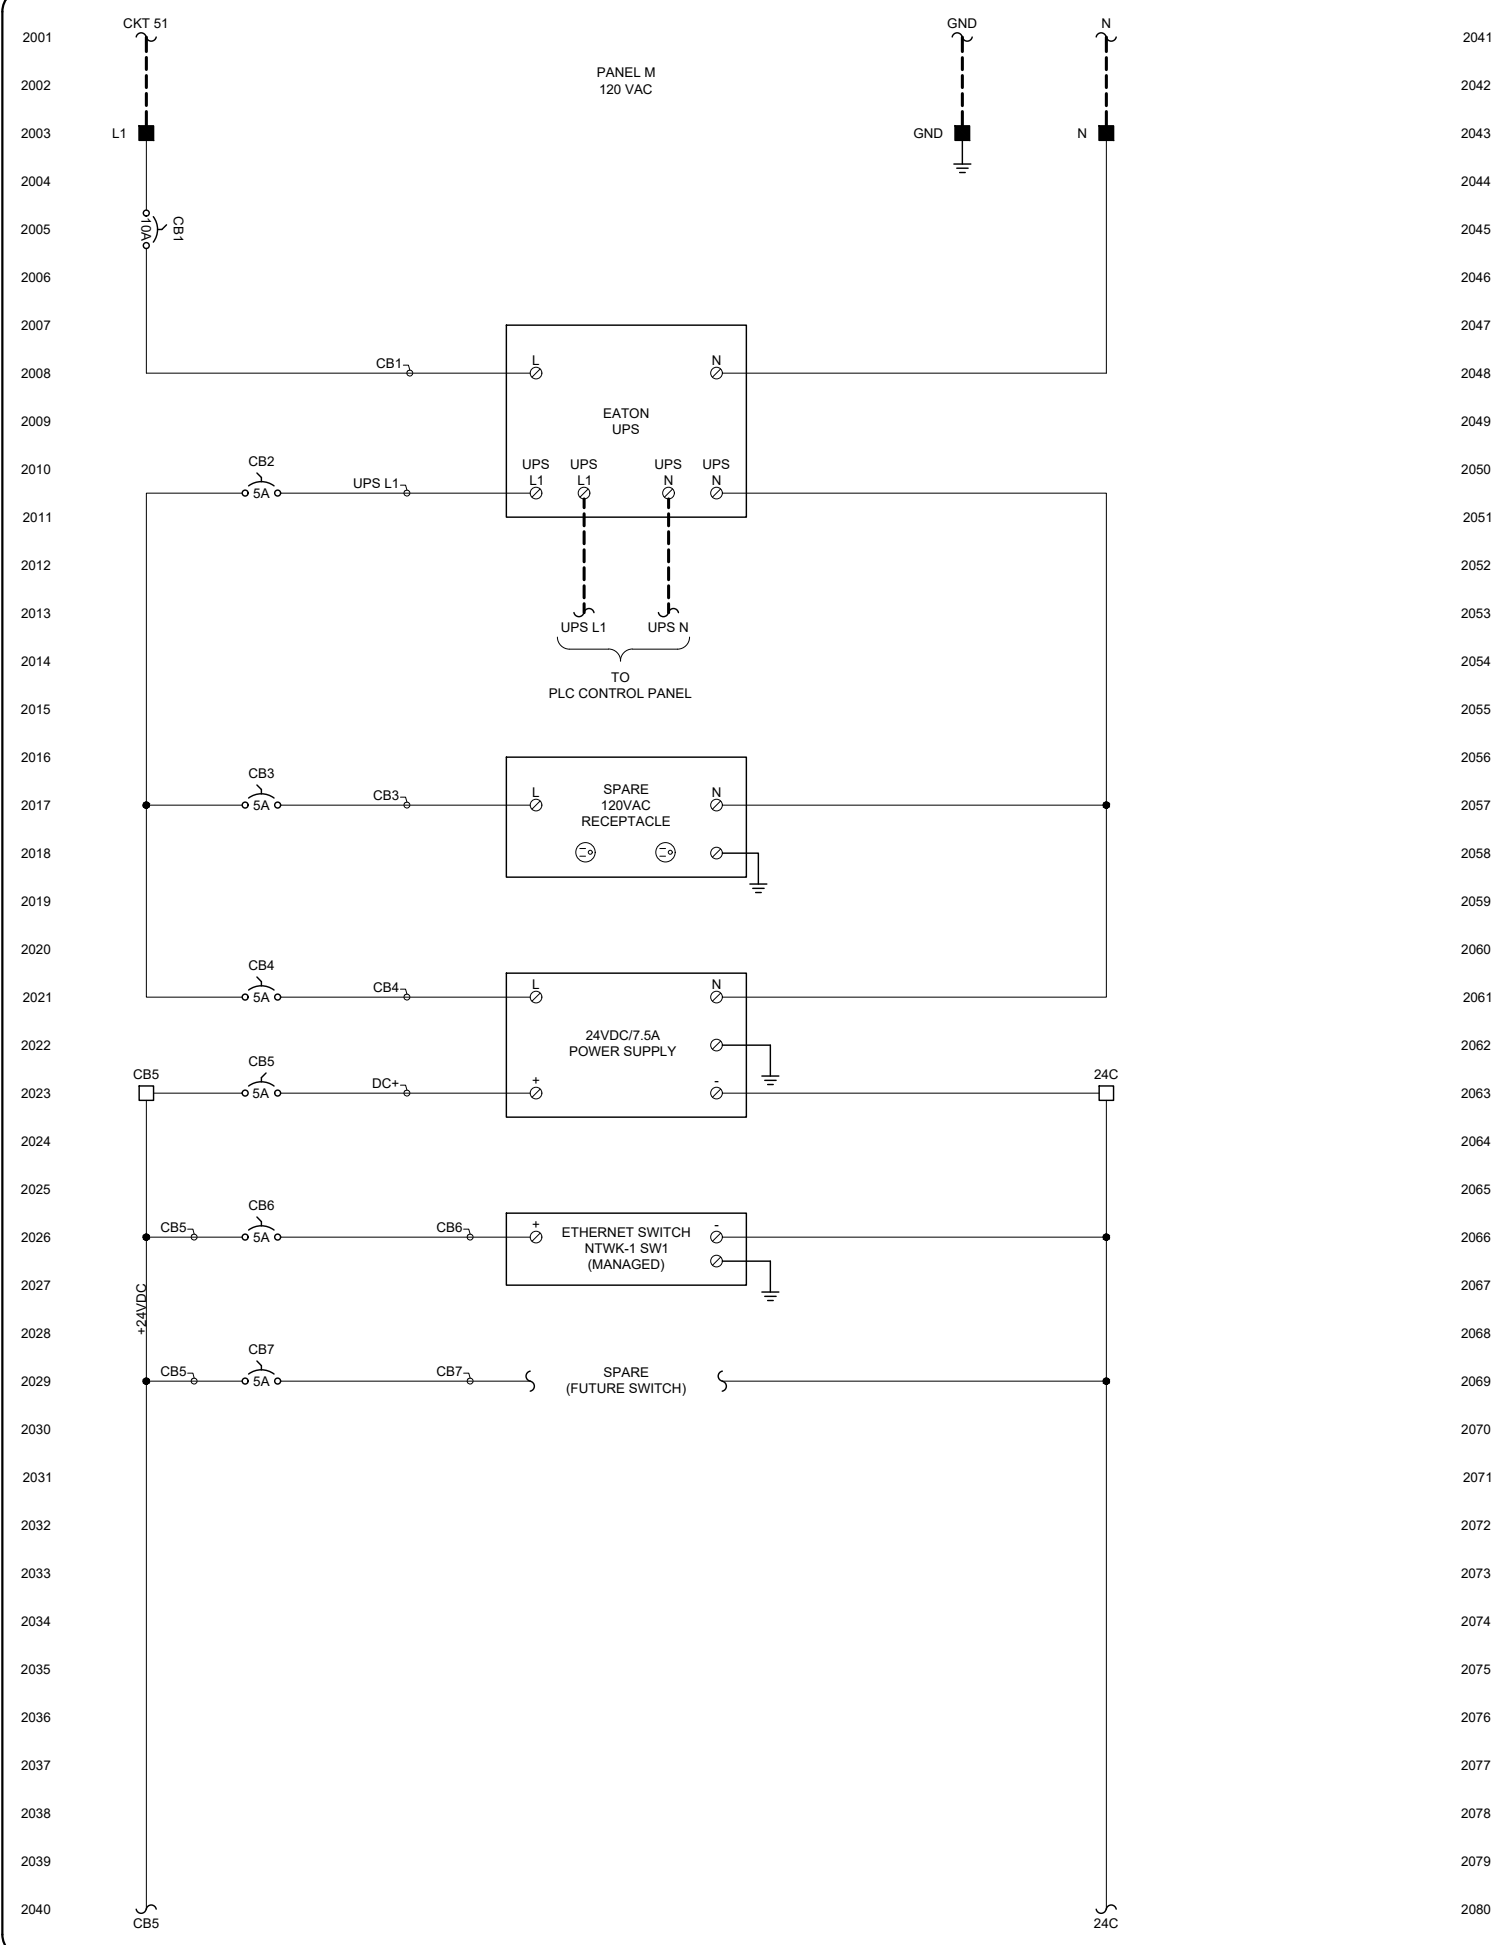 CKT 51
GND
N
2001
2041
PANEL M
120 VAC
2002
2042
2003
L1
GND
N
2043
2004
2044
2005
10A
CB1
2045
2006
2046
2007
2047
CB1
L
N
2008
2048
EATON
UPS
2009
2049
CB2
2010
2050
UPS L1
UPS
L1
UPS
L1
UPS
N
UPS
N
5A
2011
2051
2012
2052
2013
2053
UPS L1
UPS N
2014
2054
TO
PLC CONTROL PANEL
2015
2055
2016
2056
CB3
CB3
L
SPARE
120VAC
RECEPTACLE
N
2017
5A
2057
2018
2058
2019
2059
2020
2060
CB4
CB4
L
N
2021
5A
2061
24VDC/7.5A
POWER SUPPLY
2022
2062
CB5
CB5
DC+
+
-
24C
2023
5A
2063
2024
2064
2025
2065
CB6
CB5
CB6
+
ETHERNET SWITCH
NTWK-1 SW1
(MANAGED)
-
2026
5A
2066
2027
2067
+24VDC
2028
2068
CB7
CB5
CB7
SPARE
(FUTURE SWITCH)
2029
5A
2069
2030
2070
2031
2071
2032
2072
2033
2073
2034
2074
2035
2075
2036
2076
2037
2077
2038
2078
2039
2079
2040
2080
CB5
24C